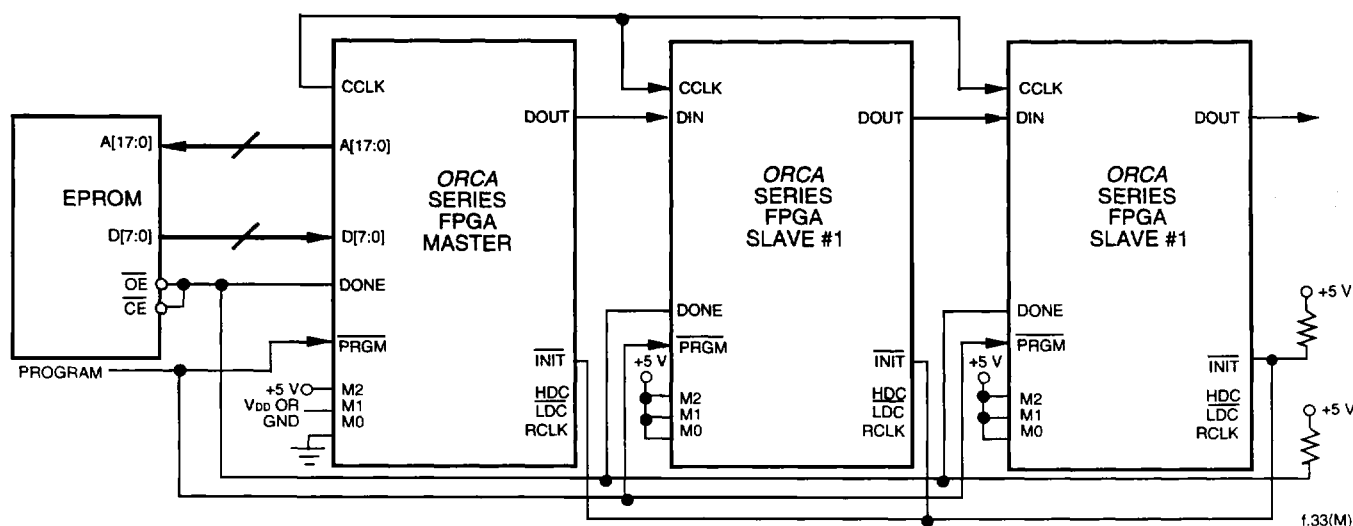 EPROM
A[17:0]
D[7:0]
OE
CE
PROGRAM
CCLK
A[17:0]
D[7:0]
DONE
PRGM
+5 V
M2
VDD OR
GND
M1
M0
DOUT
ORCA
SERIES
FPGA
MASTER
INIT
HDC
LDC
RCLK
CCLK
DIN
DOUT
ORCA
SERIES
FPGA
SLAVE #1
DONE
PRGM
+5 V
M2
M1
M0
INIT
HDC
LDC
RCLK
CCLK
DIN
DOUT
ORCA
SERIES
FPGA
SLAVE #1
DONE
PRGM
+5 V
M2
M1
M0
INIT
HDC
LDC
RCLK
+5 V
+5 V
f.33(M)